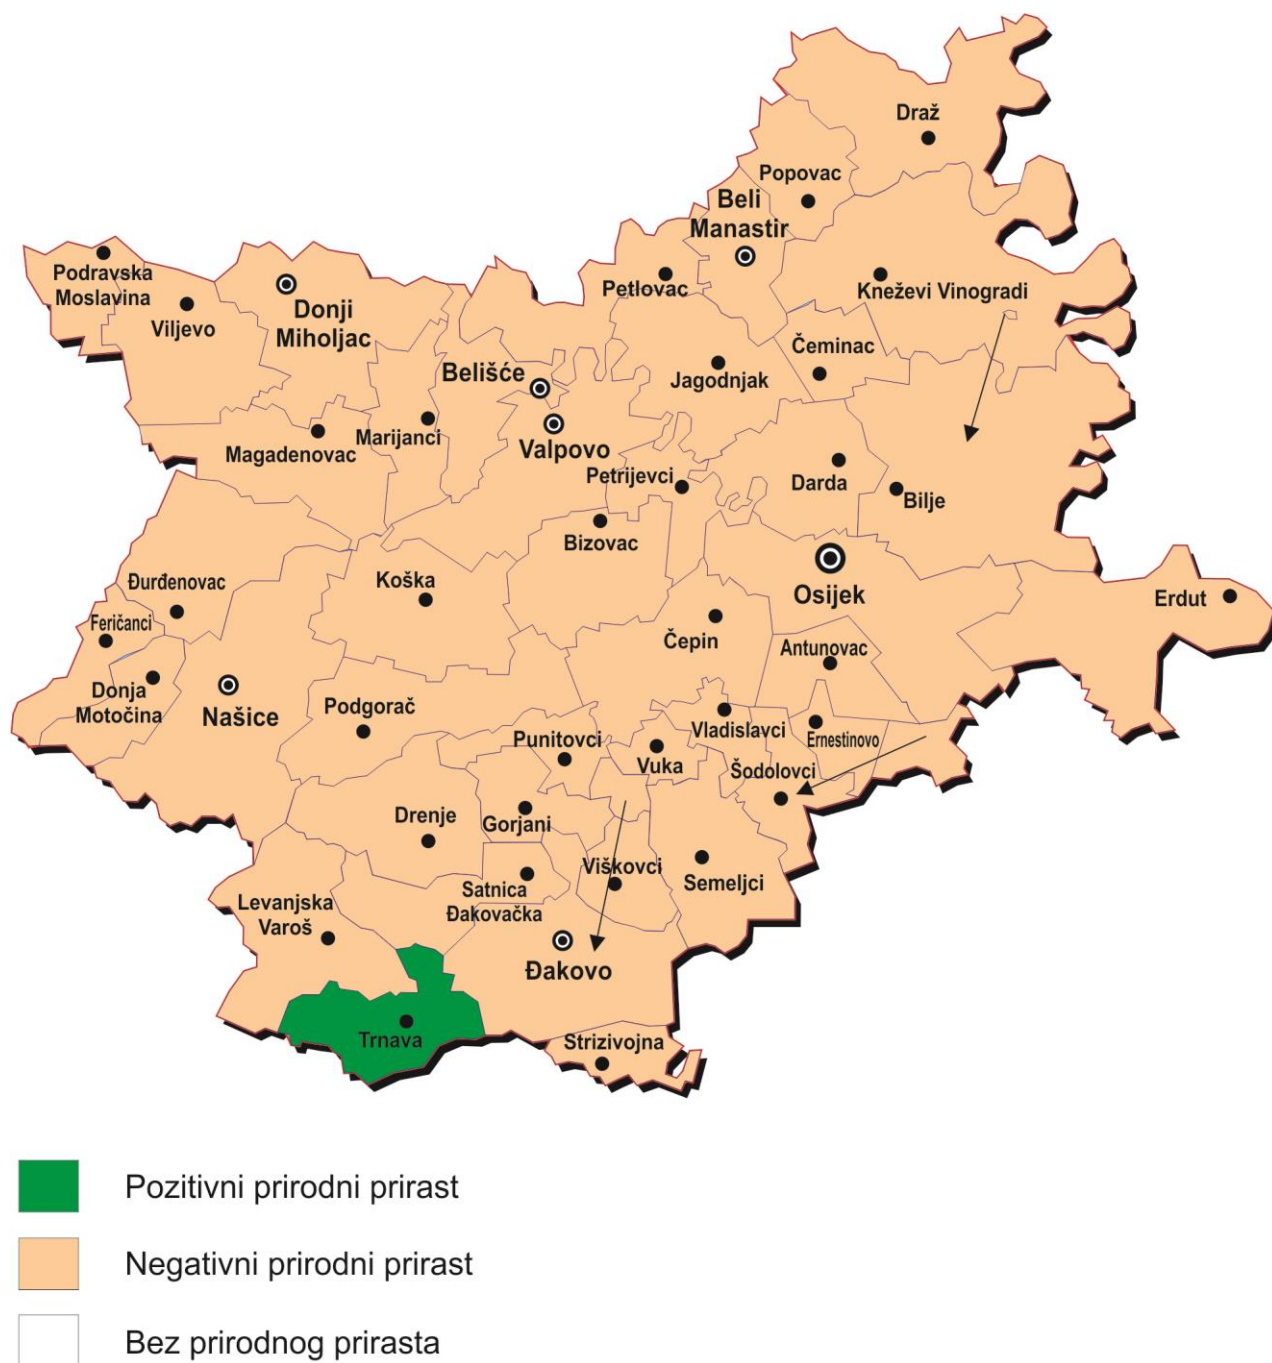 Draž
Popovac
Beli
Manastir
Podravska
Moslavina
Petlovac
Kneževi Vinogradi
Viljevo
Donji
Miholjac
Čeminac
Belišće
Jagodnjak
Marijanci
Valpovo
Magadenovac
Petrijevci
Darda
Bilje
Bizovac
Koška
Đurđenovac
Osijek
Erdut
Feričanci
Čepin
Antunovac
Donja
Motočina
Našice
Podgorač
Vladislavci
Punitovci
Ernestinovo
Vuka
Šodolovci
Drenje
Gorjani
Viškovci
Semeljci
Satnica
Đakovačka
Levanjska
Varoš
Đakovo
Trnava
Strizivojna
Pozitivni prirodni prirast
Negativni prirodni prirast
Bez prirodnog prirasta